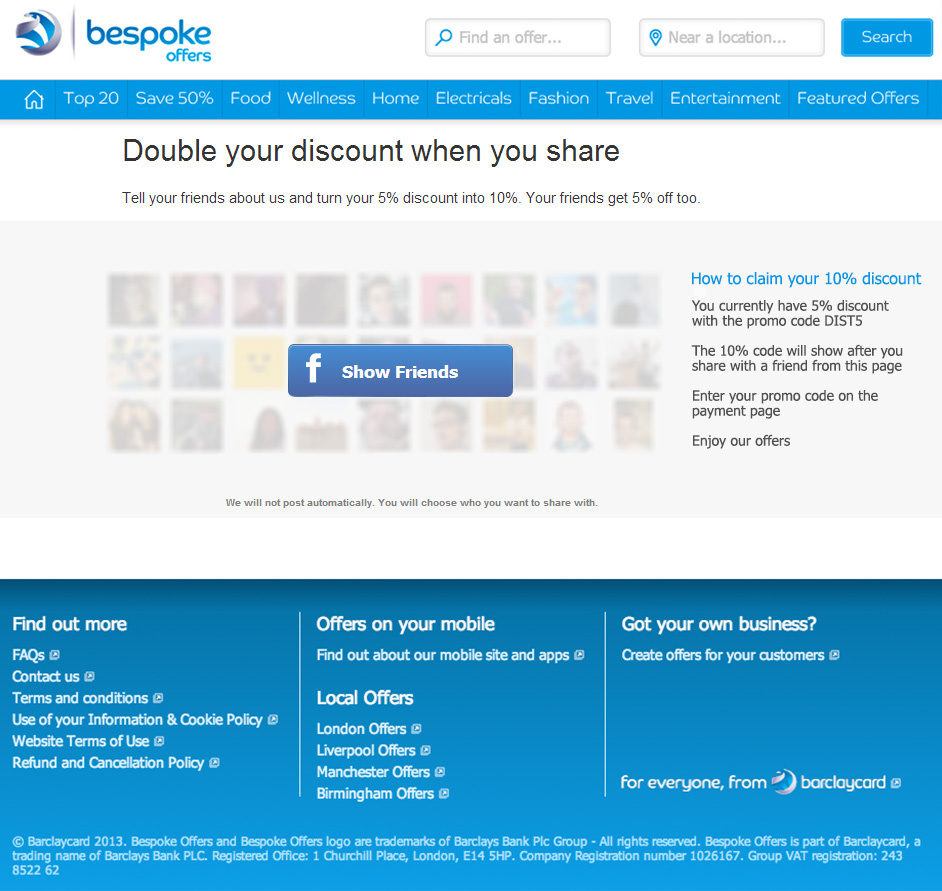 bespoke
offers
Find an offer...
Near a location...
Search
Top 20
Save 50%
Food
Wellness
Home
Electricals
Fashion
Travel
Entertainment
Featured Offers
Double your discount when you share
Tell your friends about us and turn your 5% discount into 10%. Your friends get 5% off too.
f Show Friends
We will not post automatically. You will choose who you want to share with.
How to claim your 10% discount
You currently have 5% discount
with the promo code DIST5
The 10% code will show after you
share with a friend from this page
Enter your promo code on the
payment page
Enjoy our offers
Find out more
FAQs
Contact us
Terms and conditions
Use of your Information & Cookie Policy
Website Terms of Use
Refund and Cancellation Policy
Offers on your mobile
Find out about our mobile site and apps
Local Offers
London Offers
Liverpool Offers
Manchester Offers
Birmingham Offers
Got your own business?
Create offers for your customers
for everyone, from barclaycard
© Barclaycard 2013. Bespoke Offers and Bespoke Offers logo are trademarks of Barclays Bank Plc Group - All rights reserved. Bespoke Offers is part of Barclaycard, a
trading name of Barclays Bank PLC. Registered Office: 1 Churchill Place, London, E14 5HP. Company Registration number 1026167. Group VAT registration: 243
8522 62